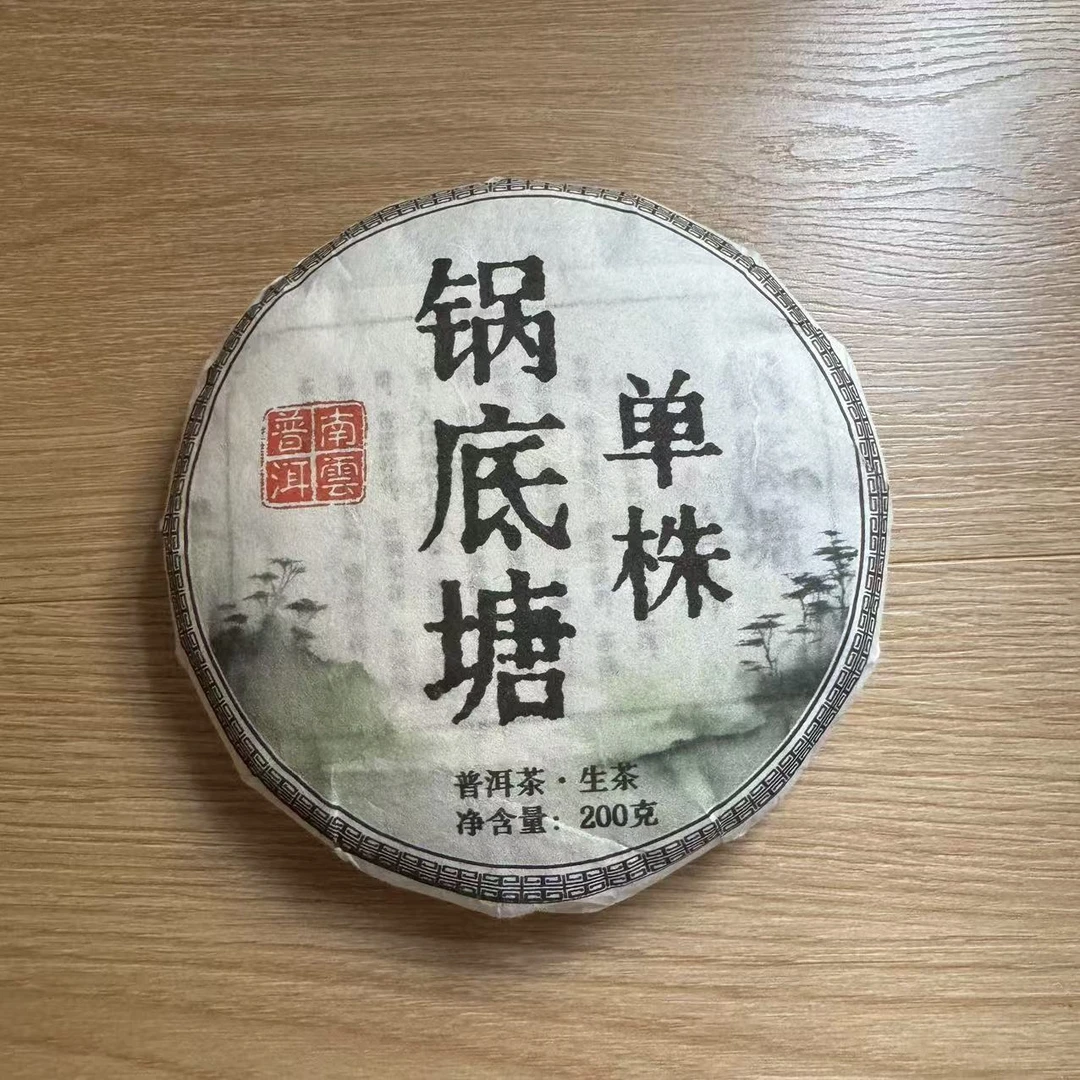 单株
锅底塘
南雲
普洱
普洱茶·生茶
净含量：200克